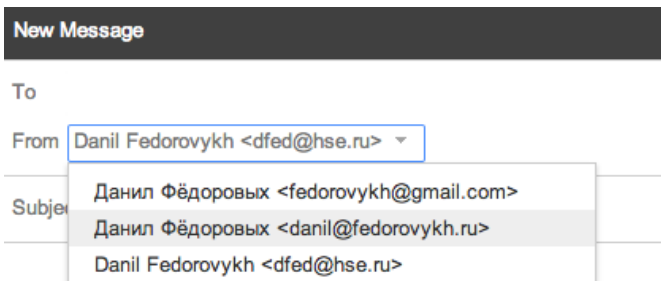 New Message
To
From Danil Fedorovykh <dfed@hse.ru>
Данил Фёдоровых <fedorovykh@gmail.com>
Subje
Данил Фёдоровых <danil@fedorovykh.ru>
Danil Fedorovykh <dfed@hse.ru>